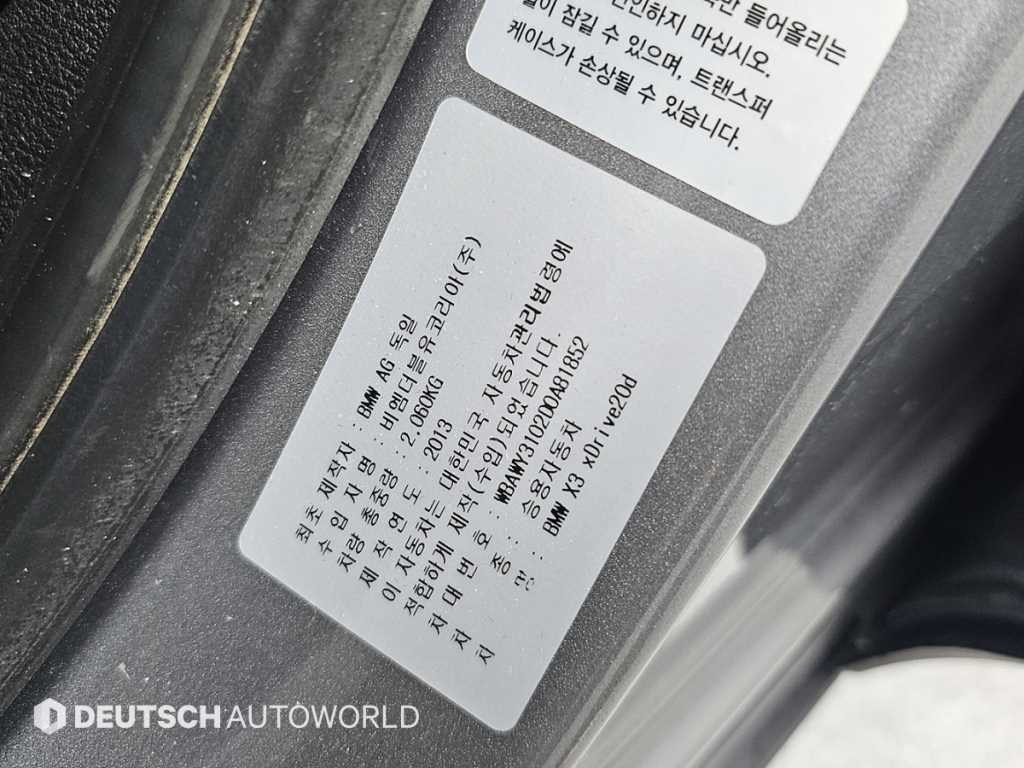 만 들어올리는
하지 마십시오.
잠길 수 있으며, 트랜스퍼
케이스가 손상될 수 있습니다.
최초 제작자 : BMW AG 독일
수 입 자 명 : 비엠더블유코리아(주)
차량 총중량 : 2.060KG
제 작 연 도 : 2013
이 자동차는 대한민국 자동차관리법령에
적합하게 제작(수입)되었습니다.
차 대 번 호 : WBAWY310200A81852
차 종 : 승용자동차
차 명 : BMW X3 xDrive20d
DEUTSCH AUTOWORLD